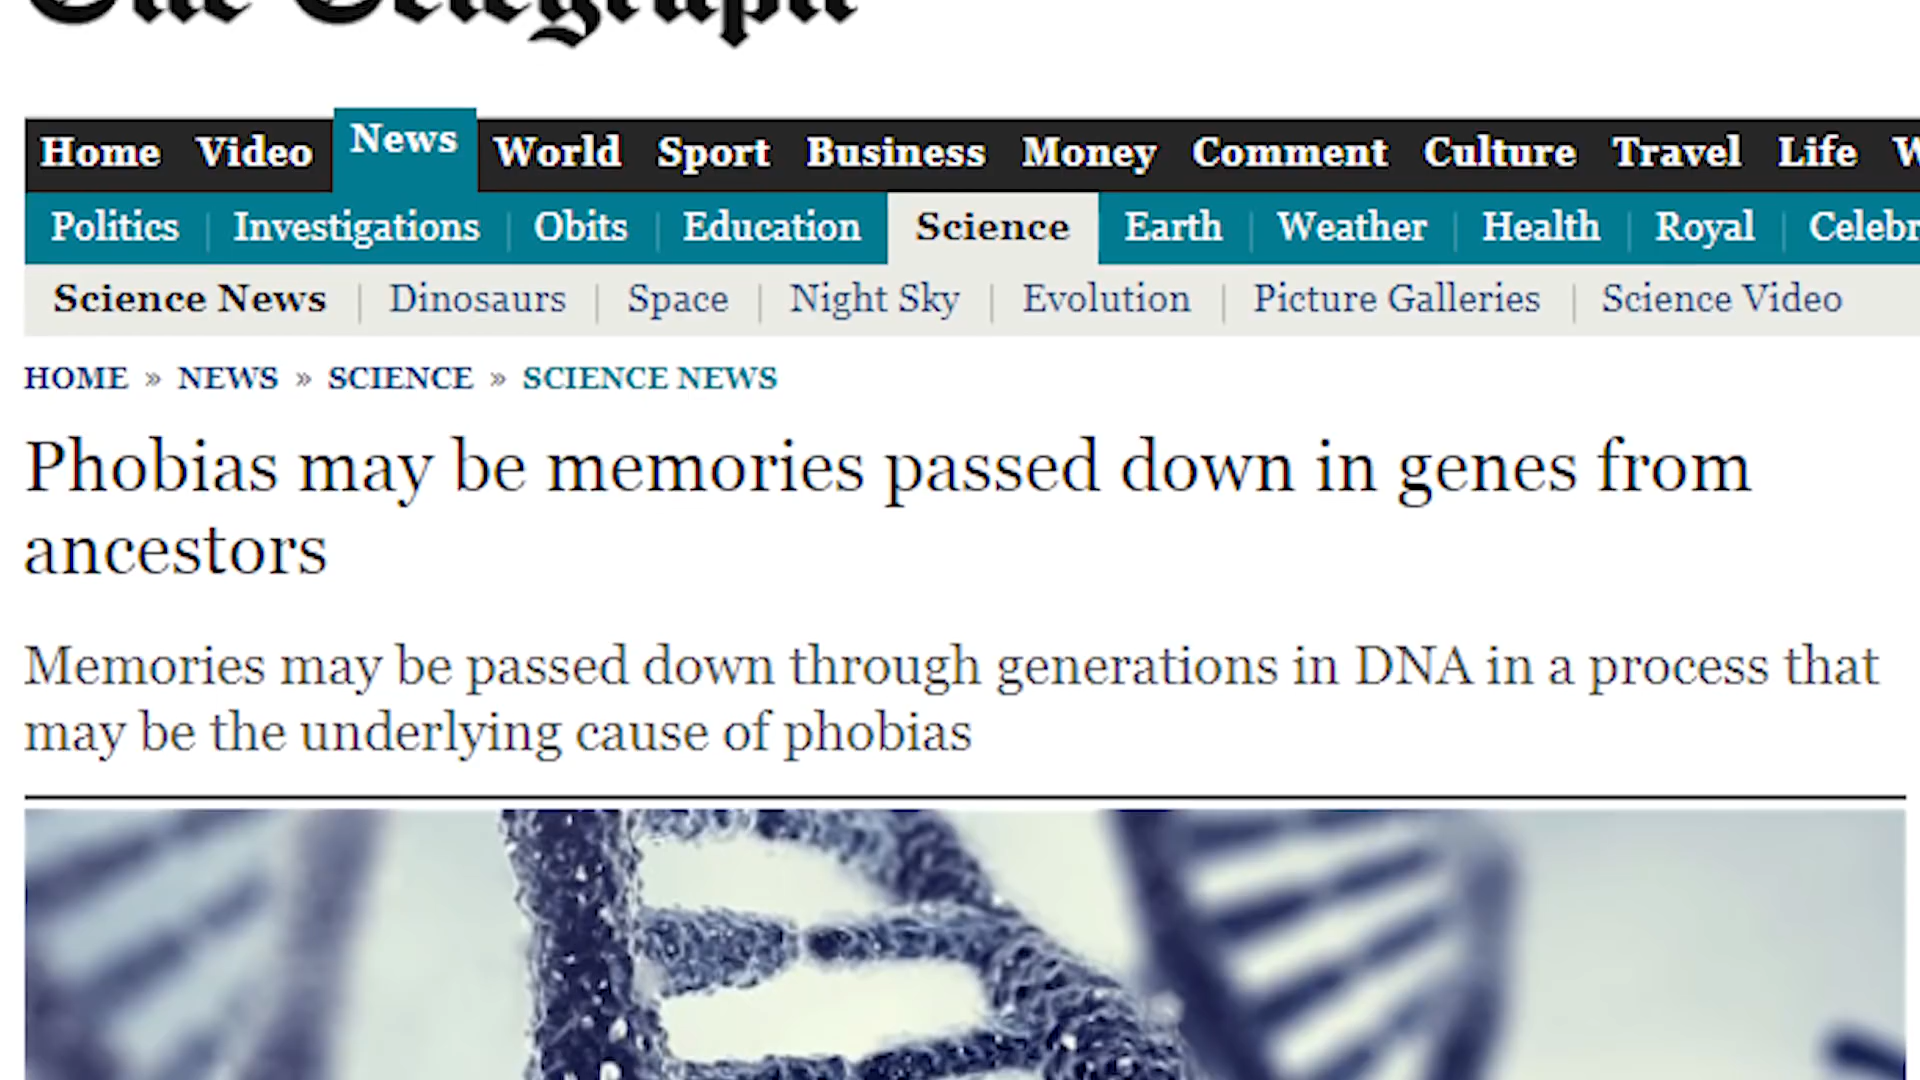 The Telegraph
Home Video News World Sport Business Money Comment Culture Travel Life
Politics Investigations Obits Education Science Earth Weather Health Royal Celebr
Science News Dinosaurs Space Night Sky Evolution Picture Galleries Science Video
HOME » NEWS » SCIENCE » SCIENCE NEWS
Phobias may be memories passed down in genes from
ancestors
Memories may be passed down through generations in DNA in a process that
may be the underlying cause of phobias